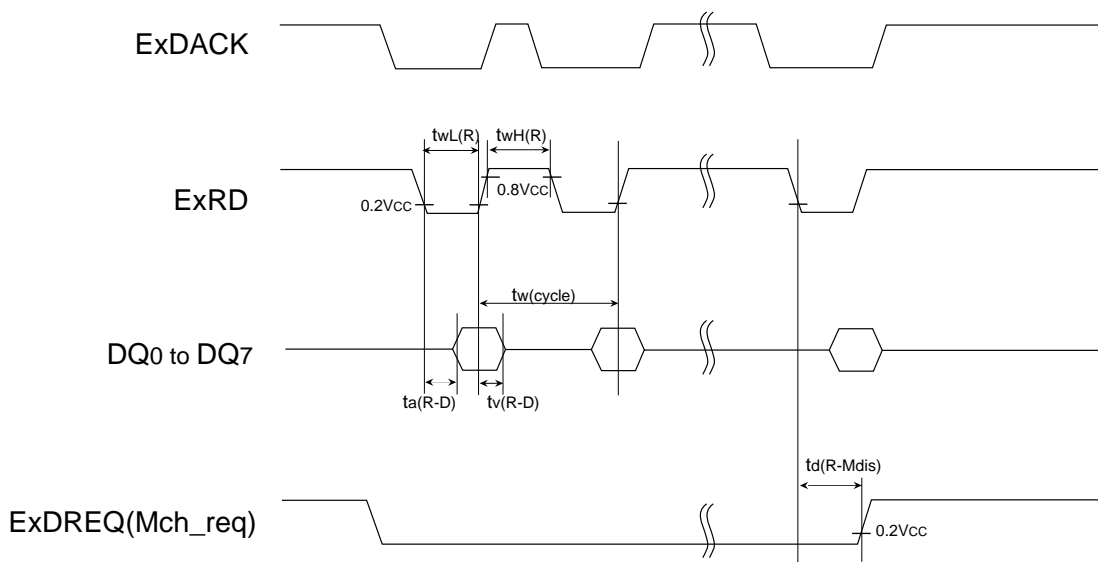 ExDACK
twL(R)
twH(R)
ExRD
0.2VCC
0.8VCC
tw(cycle)
DQ0 to DQ7
ta(R-D)
tv(R-D)
td(R-Mdis)
ExDREQ(Mch_req)
0.2VCC